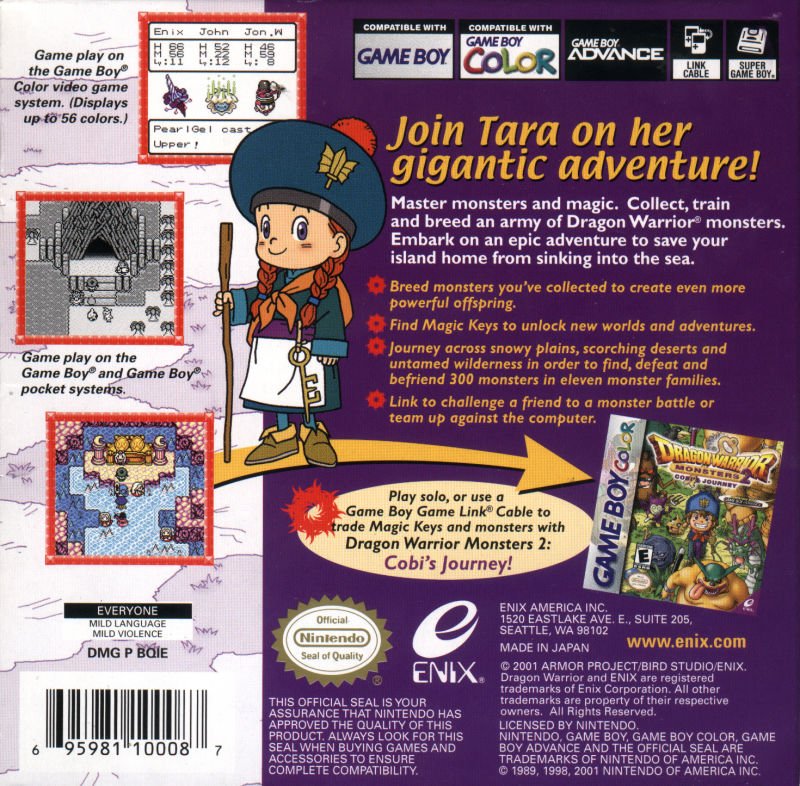 COMPATIBLE WITH
GAME BOY
COMPATIBLE WITH
GAME BOY
COLOR
GAME BOY
ADVANCE
LINK
CABLE
SUPER
GAME BOY®
Game play on
the Game Boy®
Color video game
system. (Displays
up to 56 colors.)
Enix John Jon.W
H 66 H 52 H 46
M 56 M 56 M 59
4:11 4:12 4: 8
PearlGel cast
Upper!
Join Tara on her
gigantic adventure!
Master monsters and magic. Collect, train
and breed an army of Dragon Warrior® monsters.
Embark on an epic adventure to save your
island home from sinking into the sea.
Breed monsters you've collected to create even more
powerful offspring.
Find Magic Keys to unlock new worlds and adventures.
Journey across snowy plains, scorching deserts and
untamed wilderness in order to find, defeat and
befriend 300 monsters in eleven monster families.
Link to challenge a friend to a monster battle or
team up against the computer.
Game play on the
Game Boy® and Game Boy®
pocket systems.
Play solo, or use a
Game Boy Game Link® Cable to
trade Magic Keys and monsters with
Dragon Warrior Monsters 2:
Cobi's Journey!
GAME BOY COLOR
DRAGON WARRIOR
MONSTERS 2
COBI'S JOURNEY
E
ENIX
EVERYONE
MILD LANGUAGE
MILD VIOLENCE
DMG P BQIE
6 95981 10008 7
Official
Nintendo
Seal of Quality
®
ENIX®
THIS OFFICIAL SEAL IS YOUR
ASSURANCE THAT NINTENDO HAS
APPROVED THE QUALITY OF THIS
PRODUCT. ALWAYS LOOK FOR THIS
SEAL WHEN BUYING GAMES AND
ACCESSORIES TO ENSURE
COMPLETE COMPATIBILITY.
ENIX AMERICA INC.
1520 EASTLAKE AVE. E., SUITE 205,
SEATTLE, WA 98102
MADE IN JAPAN
www.enix.com
© 2001 ARMOR PROJECT/BIRD STUDIO/ENIX.
Dragon Warrior and ENIX are registered
trademarks of Enix Corporation. All other
trademarks are property of their respective
owners. All Rights Reserved.
LICENSED BY NINTENDO.
NINTENDO, GAME BOY, GAME BOY COLOR, GAME
BOY ADVANCE AND THE OFFICIAL SEAL ARE
TRADEMARKS OF NINTENDO OF AMERICA INC.
© 1989, 1998, 2001 NINTENDO OF AMERICA INC.